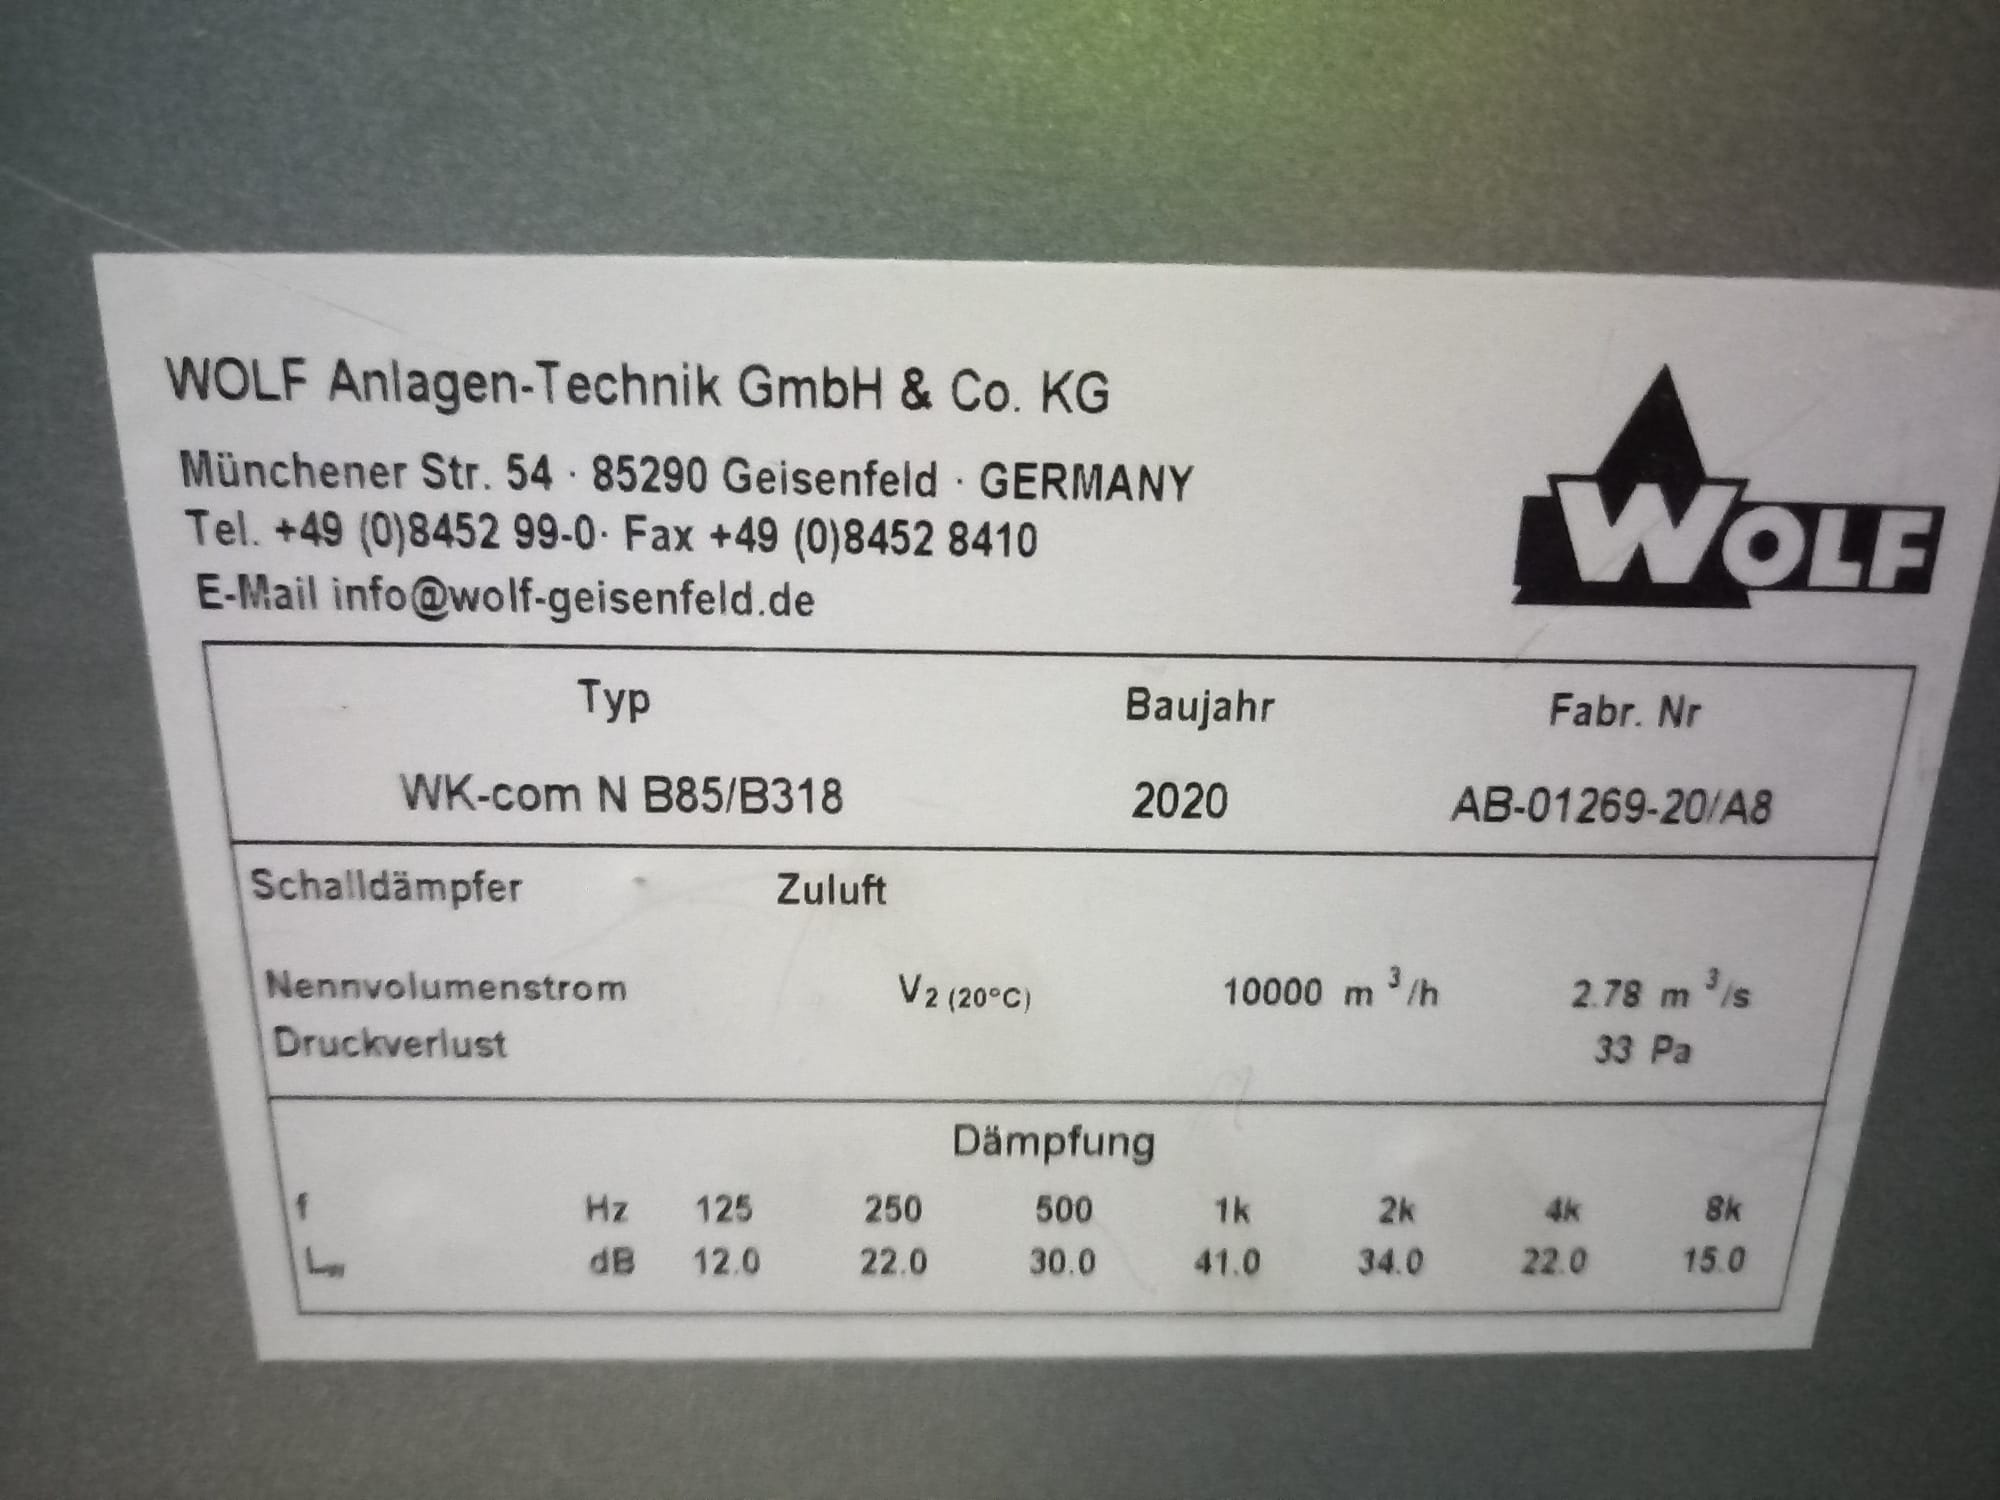 WOLF Anlagen-Technik GmbH & Co. KG
Münchener Str. 54 · 85290 Geisenfeld · GERMANY
Tel. +49 (0)8452 99-0· Fax +49 (0)8452 8410
E-Mail info@wolf-geisenfeld.de
WOLF
Typ Baujahr Fabr. Nr
WK-com N B85/B318 2020 AB-01269-20/A8
Schalldämpfer Zuluft
Nennvolumenstrom V2 (20°C) 10000 m³/h 2.78 m³/s
Druckverlust 33 Pa
Dämpfung
f Hz 125 250 500 1k 2k 4k 8k
Lw dB 12.0 22.0 30.0 41.0 34.0 22.0 15.0